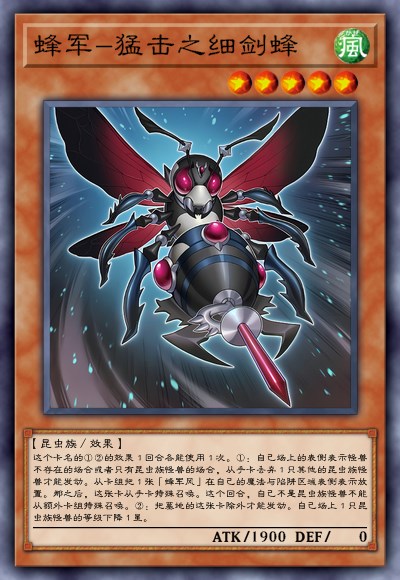 蜂军-猛击之细剑蜂
風
【昆虫族/效果】
这个卡名的①②的效果1回合各能使用1次。①：自己场上的表侧表示怪兽
不存在的场合或者只有昆虫族怪兽的场合，从手卡丢弃1只其他的昆虫族怪
兽才能发动。从卡组把1张「蜂军风」在自己的魔法与陷阱区域表侧表示放
置。那之后，这张卡从手卡特殊召唤。这个回合，自己不是昆虫族怪兽不能
从额外卡组特殊召唤。②：把墓地的这张卡除外才能发动。自己场上1只昆
虫族怪兽的等级下降1星。
ATK/1900 DEF/ 0